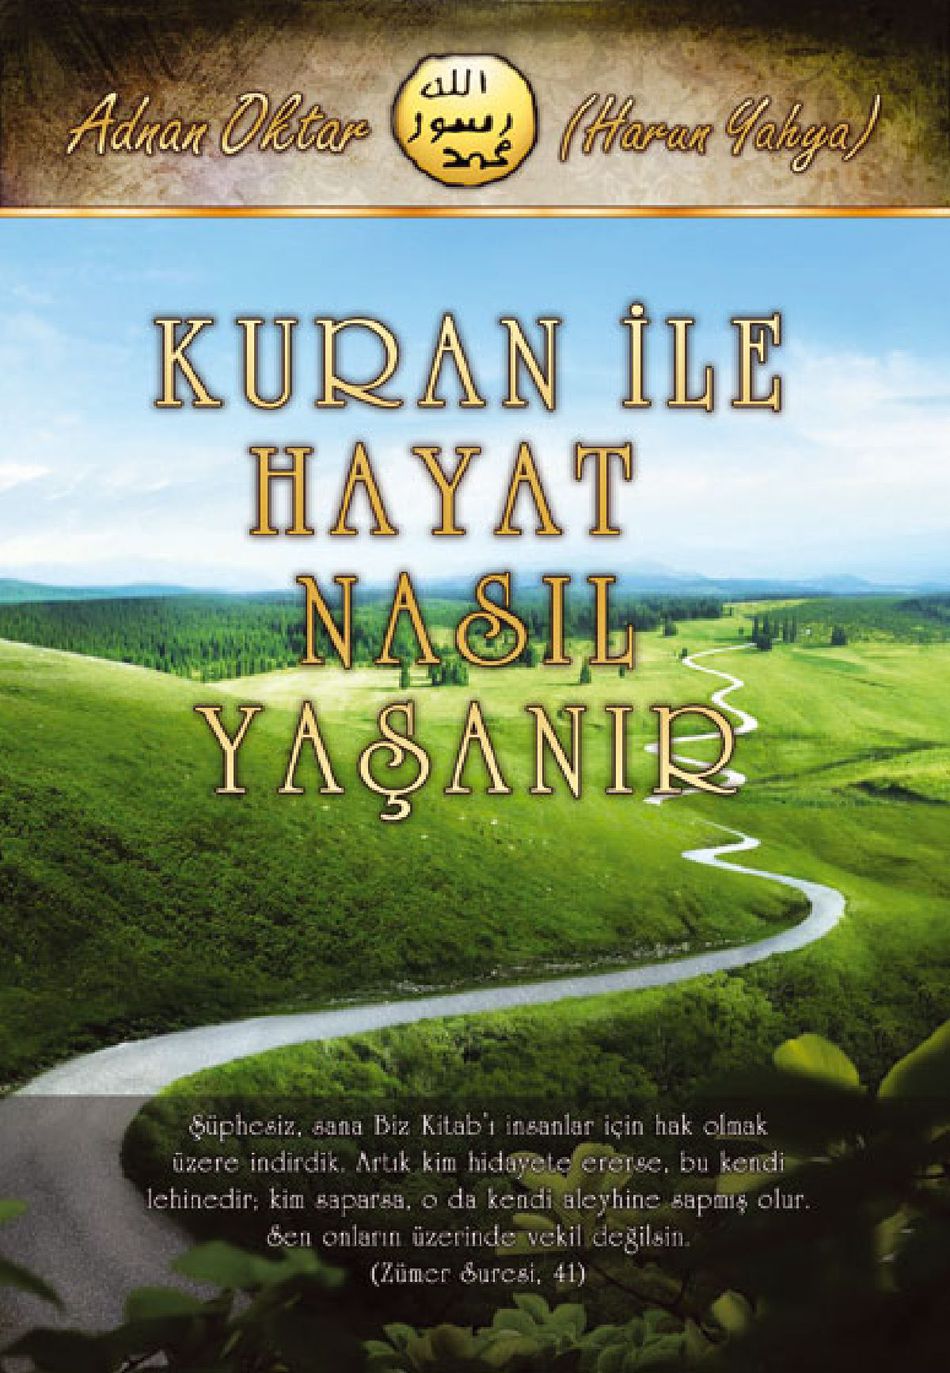 Adnan Oktar (Harun Yahya)
الله
رسول
محمد
KURAN İLE
HAYAT
NASIL
YAŞANIR
Şüphesiz, sana Biz Kitab'ı insanlar için hak olmak
üzere indirdik. Artık kim hidayete ererse, bu kendi
lehinedir; kim saparsa, o da kendi aleyhine sapmış olur.
Sen onların üzerinde vekil değilsin.
(Zümer Suresi, 41)